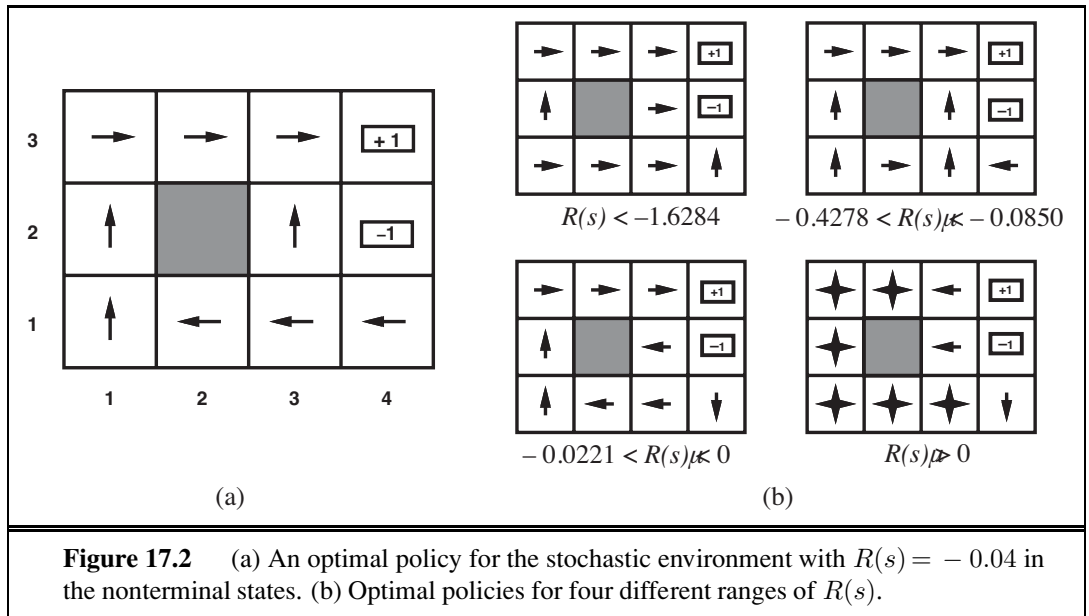 3
+ 1
2
–1
1
1 2 3 4
(a)
+1
–1
R(s) < –1.6284
+1
–1
– 0.4278 < R(s)µ< – 0.0850
+1
–1
– 0.0221 < R(s)µ< 0
+1
–1
R(s)µ> 0
(b)
Figure 17.2 (a) An optimal policy for the stochastic environment with R(s) = – 0.04 in
the nonterminal states. (b) Optimal policies for four different ranges of R(s).